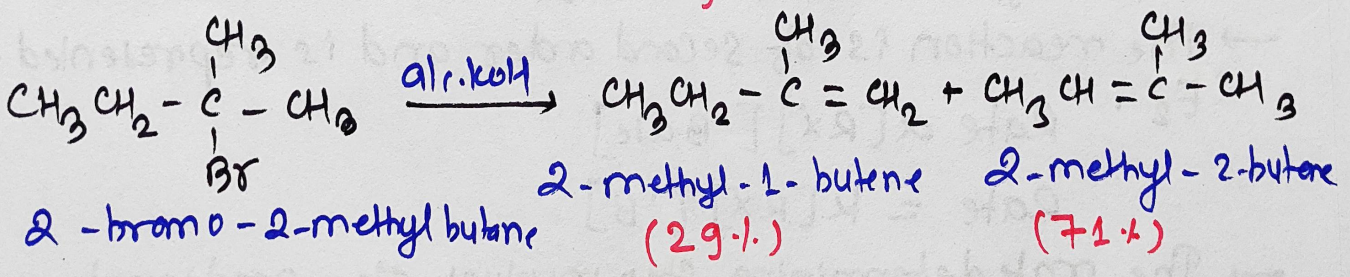 CH3 CH3 CH3
CH3CH2 - C - CH3 alc.KOH CH3CH2 - C = CH2 + CH3CH = C - CH3
Br
2-methyl-1-butene 2-methyl-2-butene
2-bromo-2-methylbutane (29%) (71%)